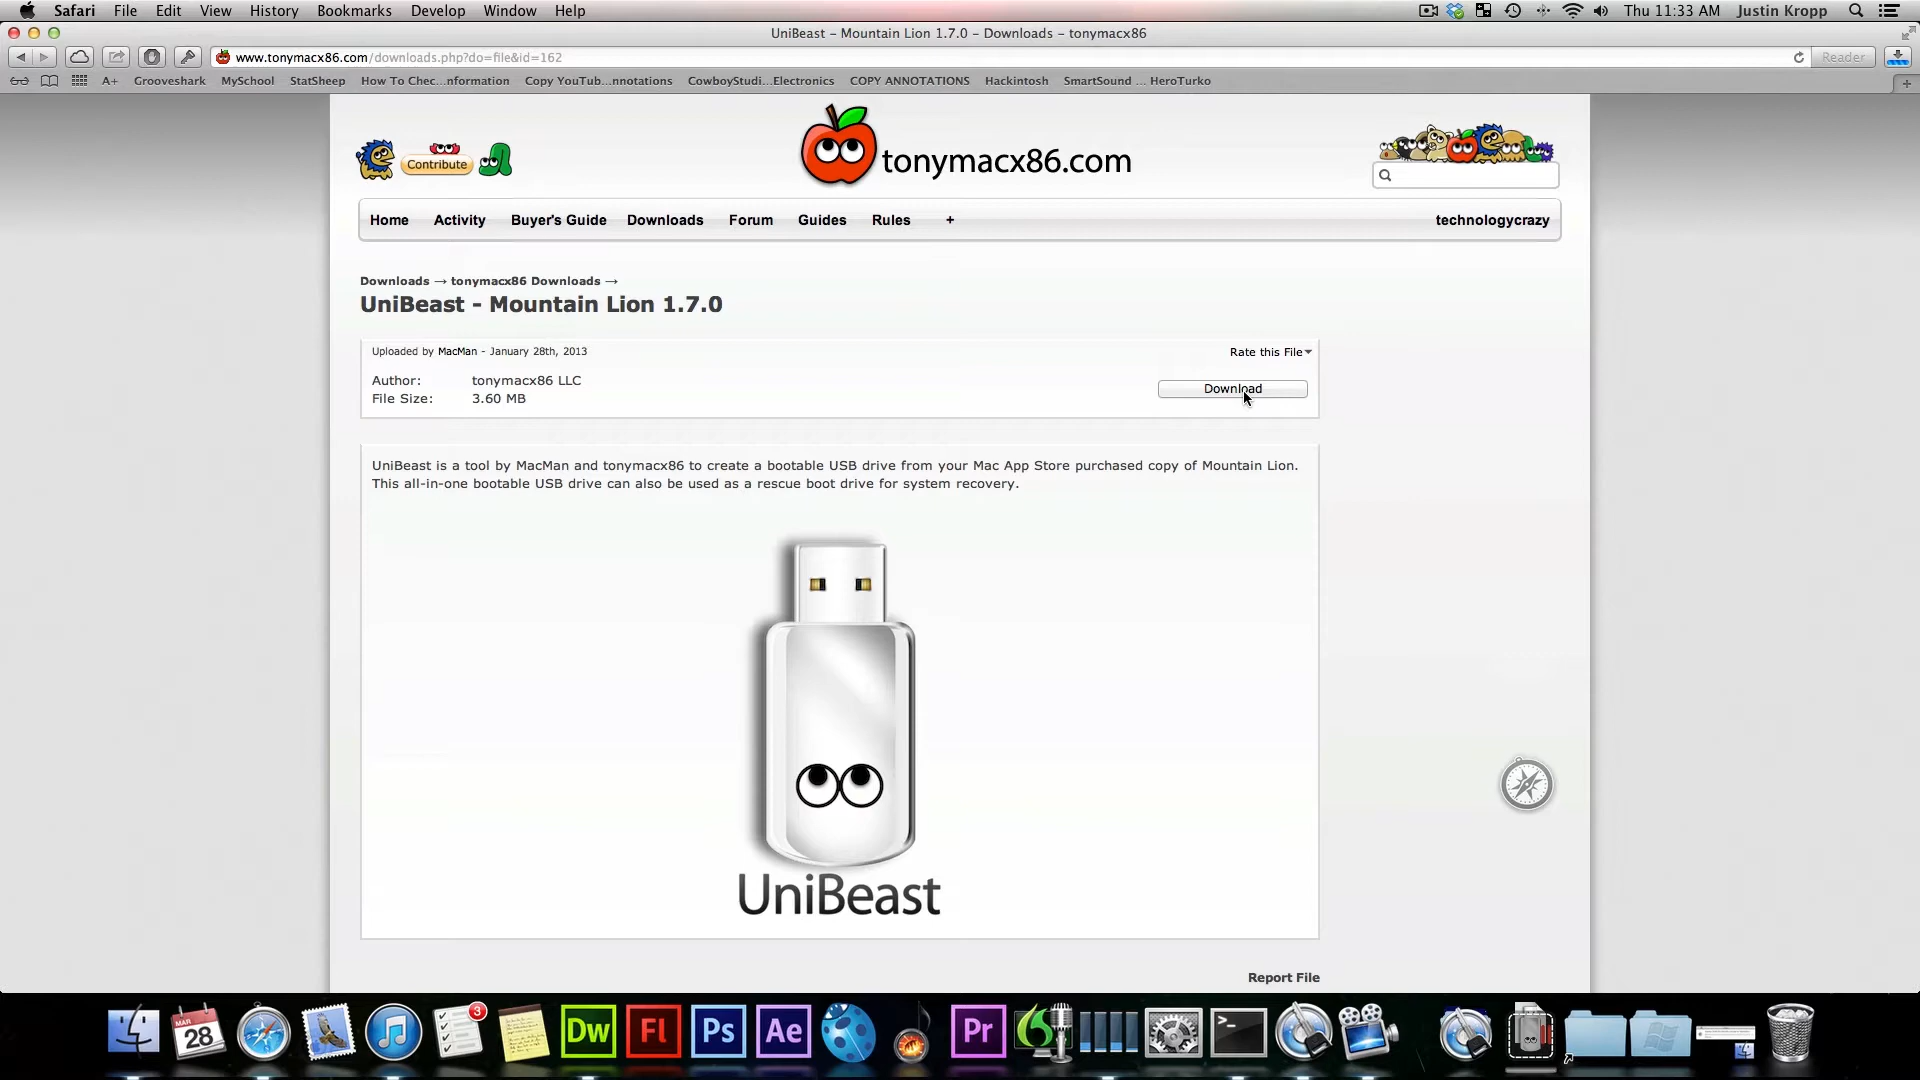 Safari File Edit View History Bookmarks Develop Window Help Thu 11:33 AM Justin Kropp
UniBeast - Mountain Lion 1.7.0 - Downloads - tonymacx86
www.tonymacx86.com/downloads.php?do=file&id=162 Reader
A+ Grooveshark MySchool StatSheep How To Chec...nformation Copy YouTub...nnotations CowboyStudi...Electronics COPY ANNOTATIONS Hackintosh SmartSound ... HeroTurko
Contribute
tonymacx86.com
Home Activity Buyer's Guide Downloads Forum Guides Rules + technologycrazy
Downloads → tonymacx86 Downloads →
UniBeast - Mountain Lion 1.7.0
Uploaded by MacMan - January 28th, 2013 Rate this File
Author: tonymacx86 LLC
Download
File Size: 3.60 MB
UniBeast is a tool by MacMan and tonymacx86 to create a bootable USB drive from your Mac App Store purchased copy of Mountain Lion.
This all-in-one bootable USB drive can also be used as a rescue boot drive for system recovery.
UniBeast
Report File
MAR
28
3
Dw Fl Ps Ae Pr